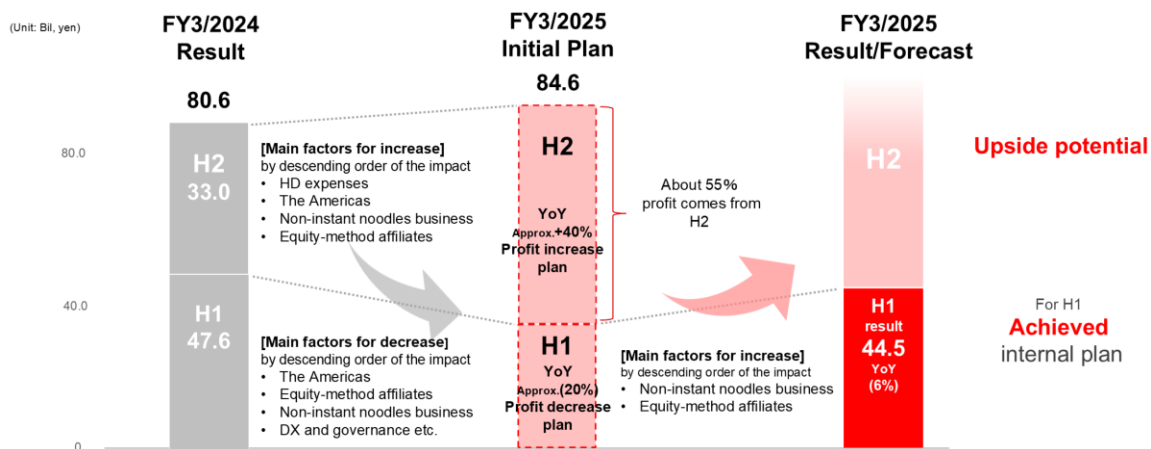 (Unit: Bil, yen)
FY3/2024
Result
80.6
FY3/2025
Initial Plan
84.6
FY3/2025
Result/Forecast
80.0
40.0
0
H2
33.0
H1
47.6
[Main factors for increase]
by descending order of the impact
• HD expenses
• The Americas
• Non-instant noodles business
• Equity-method affiliates
[Main factors for decrease]
by descending order of the impact
• The Americas
• Equity-method affiliates
• Non-instant noodles business
• DX and governance etc.
H2
YoY
Approx.+40%
Profit increase
plan
H1
YoY
Approx.(20%)
Profit decrease
plan
About 55%
profit comes from
H2
[Main factors for increase]
by descending order of the impact
• Non-instant noodles business
• Equity-method affiliates
H2
H1
result
44.5
YoY
(6%)
Upside potential
For H1
Achieved
internal plan